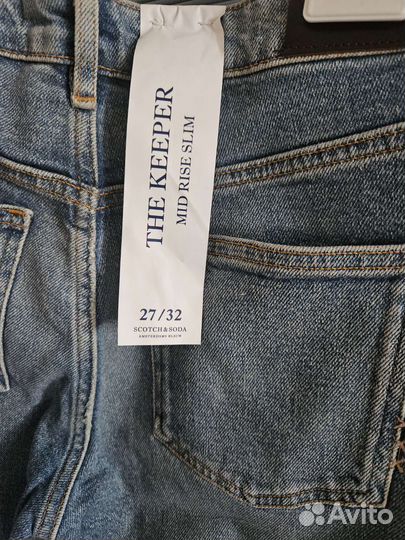 THE KEEPER
MID RISE SLIM
27/32
SCOTCH & SODA
AMSTERDAMS BLAUW
Avito